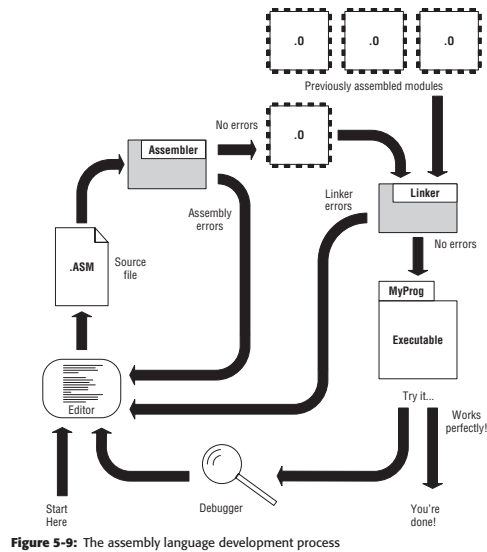 .O
.O
.O
Previously assembled modules
No errors
.O
Assembler
Linker
errors
Linker
Assembly
errors
No errors
.ASM
Source
file
MyProg
Executable
Editor
Try it...
Works
perfectly!
Start
Here
Debugger
You're
done!
Figure 5-9: The assembly language development process